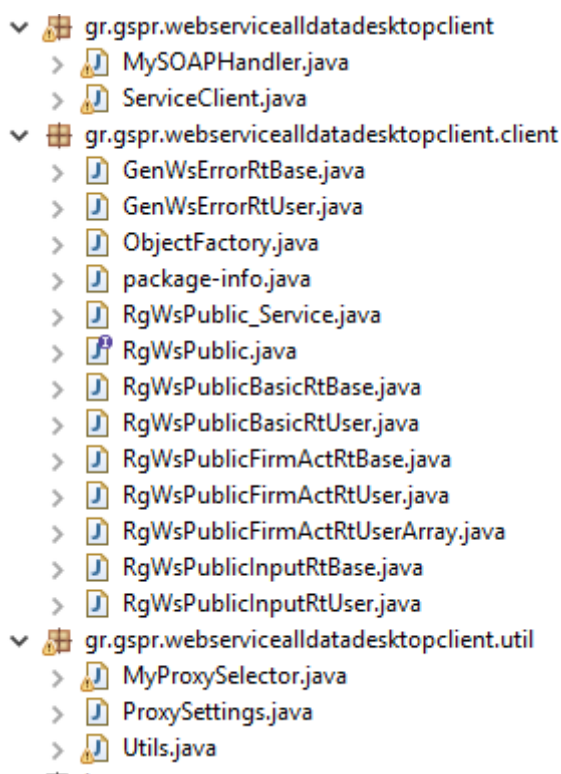 gr.gspr.webservicealldatadesktopclient
MySOAPHandler.java
ServiceClient.java
gr.gspr.webservicealldatadesktopclient.client
GenWsErrorRtBase.java
GenWsErrorRtUser.java
ObjectFactory.java
package-info.java
RgWsPublic_Service.java
RgWsPublic.java
RgWsPublicBasicRtBase.java
RgWsPublicBasicRtUser.java
RgWsPublicFirmActRtBase.java
RgWsPublicFirmActRtUser.java
RgWsPublicFirmActRtUserArray.java
RgWsPublicInputRtBase.java
RgWsPublicInputRtUser.java
gr.gspr.webservicealldatadesktopclient.util
MyProxySelector.java
ProxySettings.java
Utils.java